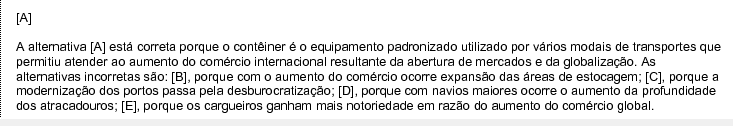 [A]
A alternativa [A] está correta porque o contêiner é o equipamento padronizado utilizado por vários modais de transportes que
permitiu atender ao aumento do comércio internacional resultante da abertura de mercados e da globalização. As
alternativas incorretas são: [B], porque com o aumento do comércio ocorre expansão das áreas de estocagem; [C], porque a
modernização dos portos passa pela desburocratização; [D], porque com navios maiores ocorre o aumento da profundidade
dos atracadouros; [E], porque os cargueiros ganham mais notoriedade em razão do aumento do comércio global.